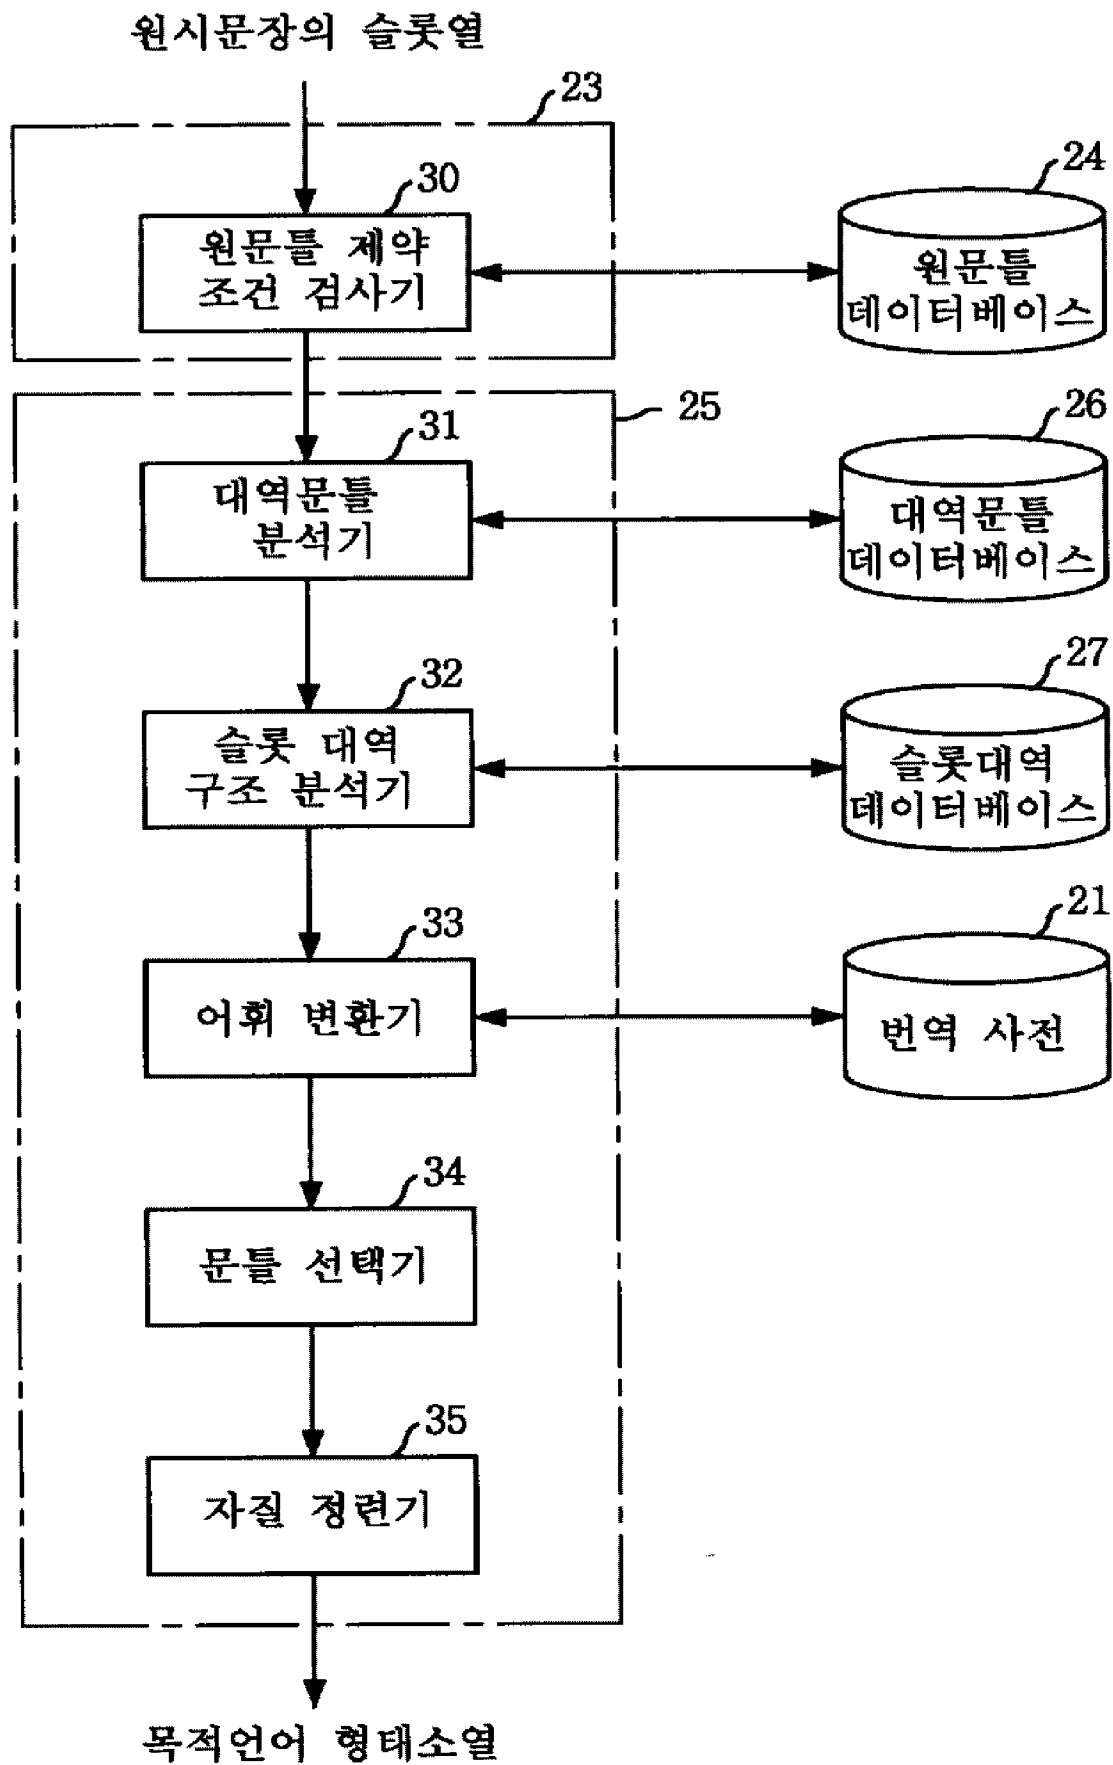 원시문장의 슬롯열
23
30
원문틀 제약
조건 검사기
24
원문틀
데이터베이스
25
31
대역문틀
분석기
26
대역문틀
데이터베이스
32
슬롯 대역
구조 분석기
27
슬롯대역
데이터베이스
33
어휘 변환기
21
번역 사전
34
문틀 선택기
35
자질 정련기
목적언어 형태소열